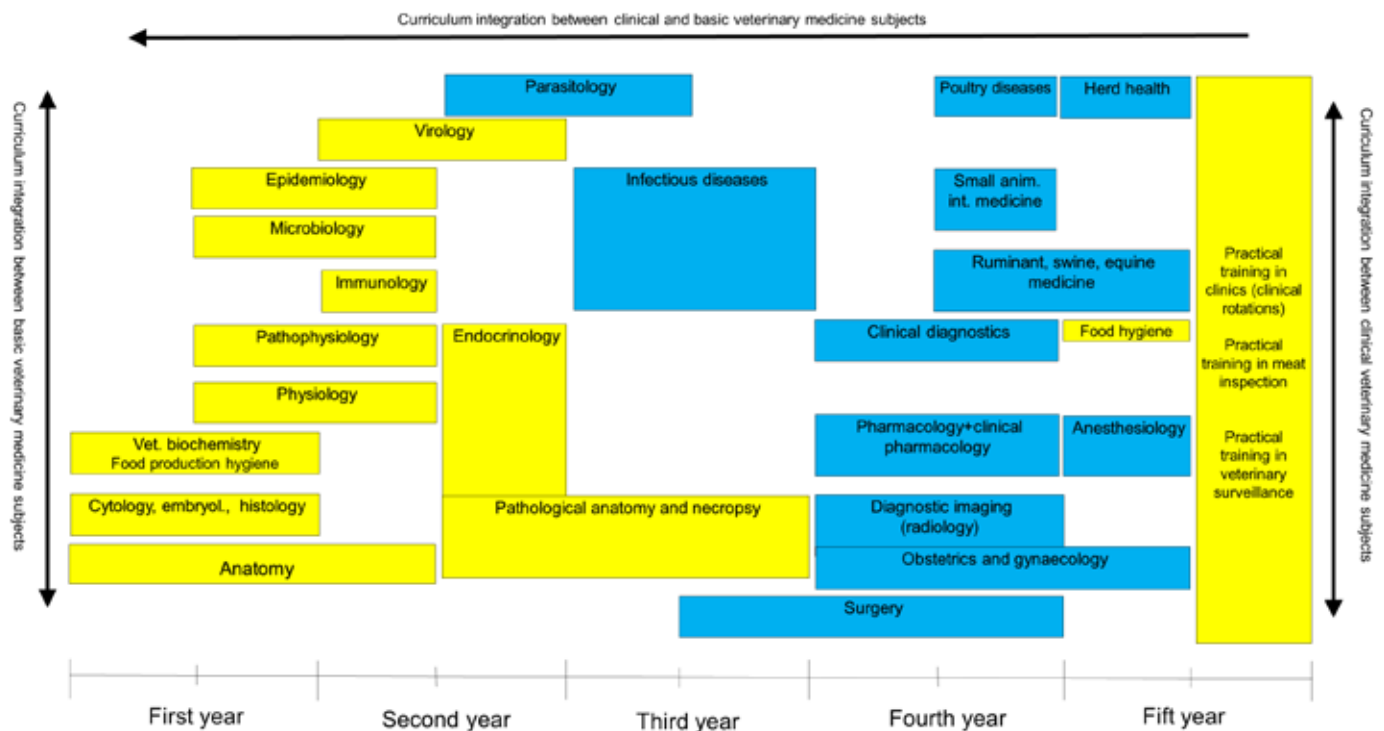 Curriculum integration between clinical and basic veterinary medicine subjects
Curriculum integration between basic veterinary medicine subjects
Parasitology
Poultry diseases
Herd health
Virology
Epidemiology
Infectious diseases
Small anim.
int. medicine
Microbiology
Ruminant, swine, equine
medicine
Immunology
Pathophysiology
Endocrinology
Clinical diagnostics
Food hygiene
Physiology
Vet. biochemistry
Food production hygiene
Pharmacology+clinical
pharmacology
Anesthesiology
Cytology, embryol., histology
Pathological anatomy and necropsy
Diagnostic imaging
(radiology)
Anatomy
Obstetrics and gynaecology
Surgery
Practical
training in
clinics (clinical
rotations)
Practical
training in meat
inspection
Practical
training in
veterinary
surveillance
Curiculum integration between clinical veterinary medicine subjects
First year
Second year
Third year
Fourth year
Fift year